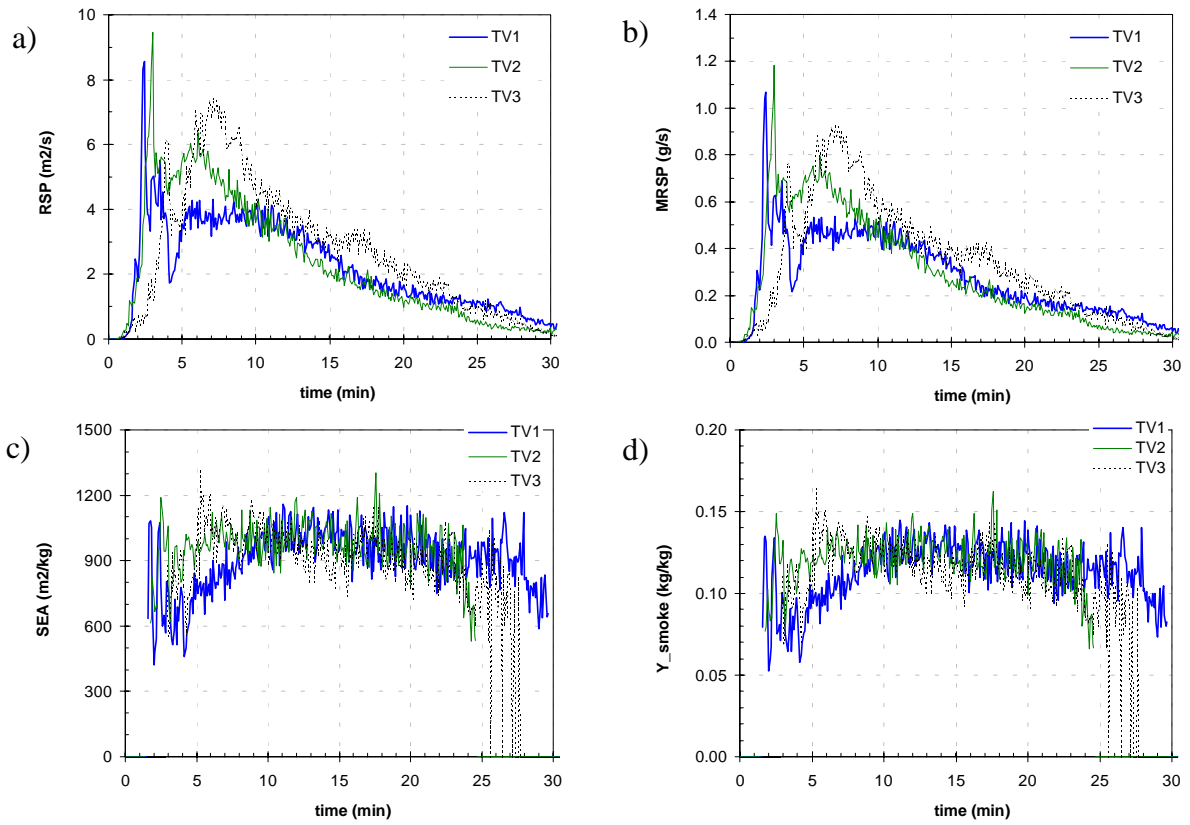 a)
10
8
6
4
2
0
RSP (m2/s)
TV1
TV2
TV3
0 5 10 15 20 25 30
time (min)
b)
1.4
1.2
1.0
0.8
0.6
0.4
0.2
0.0
MRSP (g/s)
TV1
TV2
TV3
0 5 10 15 20 25 30
time (min)
c)
1500
1200
900
600
300
0
SEA (m2/kg)
TV1
TV2
TV3
0 5 10 15 20 25 30
time (min)
d)
0.20
0.15
0.10
0.05
0.00
Y_smoke (kg/kg)
TV1
TV2
TV3
0 5 10 15 20 25 30
time (min)